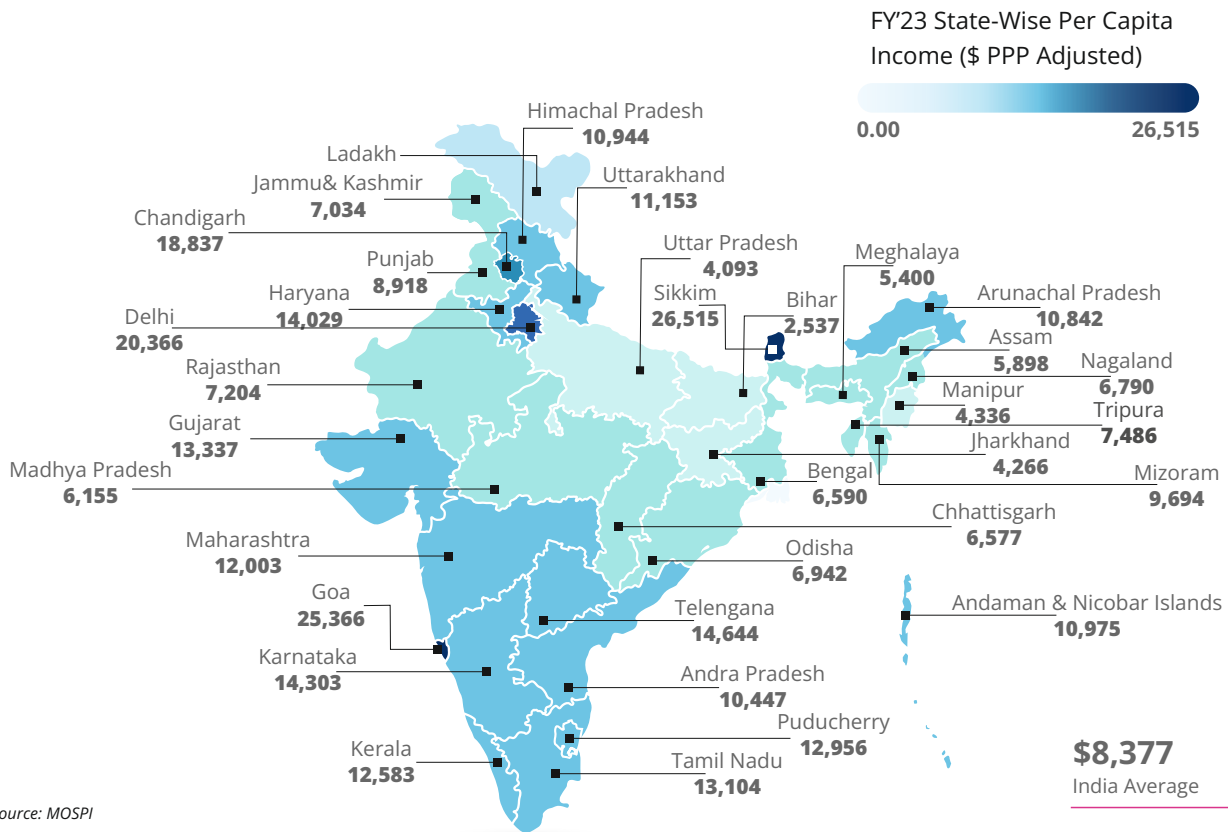 FY'23 State-Wise Per Capita
Income ($ PPP Adjusted)
0.00
26,515
Himachal Pradesh
10,944
Ladakh
Jammu& Kashmir
7,034
Uttarakhand
11,153
Chandigarh
18,837
Punjab
8,918
Uttar Pradesh
4,093
Meghalaya
5,400
Haryana
14,029
Sikkim
26,515
Bihar
2,537
Arunachal Pradesh
10,842
Delhi
20,366
Assam
5,898
Rajasthan
7,204
Nagaland
6,790
Manipur
4,336
Tripura
7,486
Gujarat
13,337
Jharkhand
4,266
Madhya Pradesh
6,155
Bengal
6,590
Mizoram
9,694
Chhattisgarh
6,577
Maharashtra
12,003
Odisha
6,942
Goa
25,366
Telengana
14,644
Andaman & Nicobar Islands
10,975
Karnataka
14,303
Andra Pradesh
10,447
Puducherry
12,956
Kerala
12,583
Tamil Nadu
13,104
$8,377
India Average
ource: MOSPI